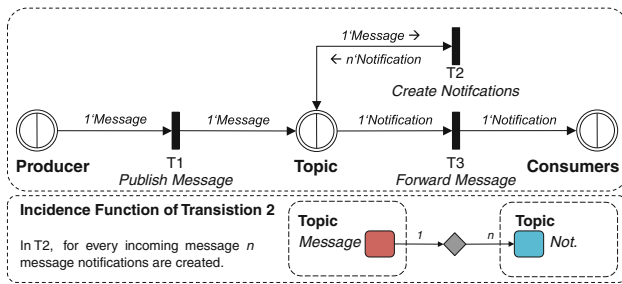 1‘Message →
← n‘Notification
T2
Create Notifcations
1‘Message
1‘Message
1‘Notification
1‘Notification
Producer
T1
Topic
T3
Consumers
Publish Message
Forward Message
Incidence Function of Transistion 2
In T2, for every incoming message n
message notifications are created.
Topic
Message
1
n
Topic
Not.